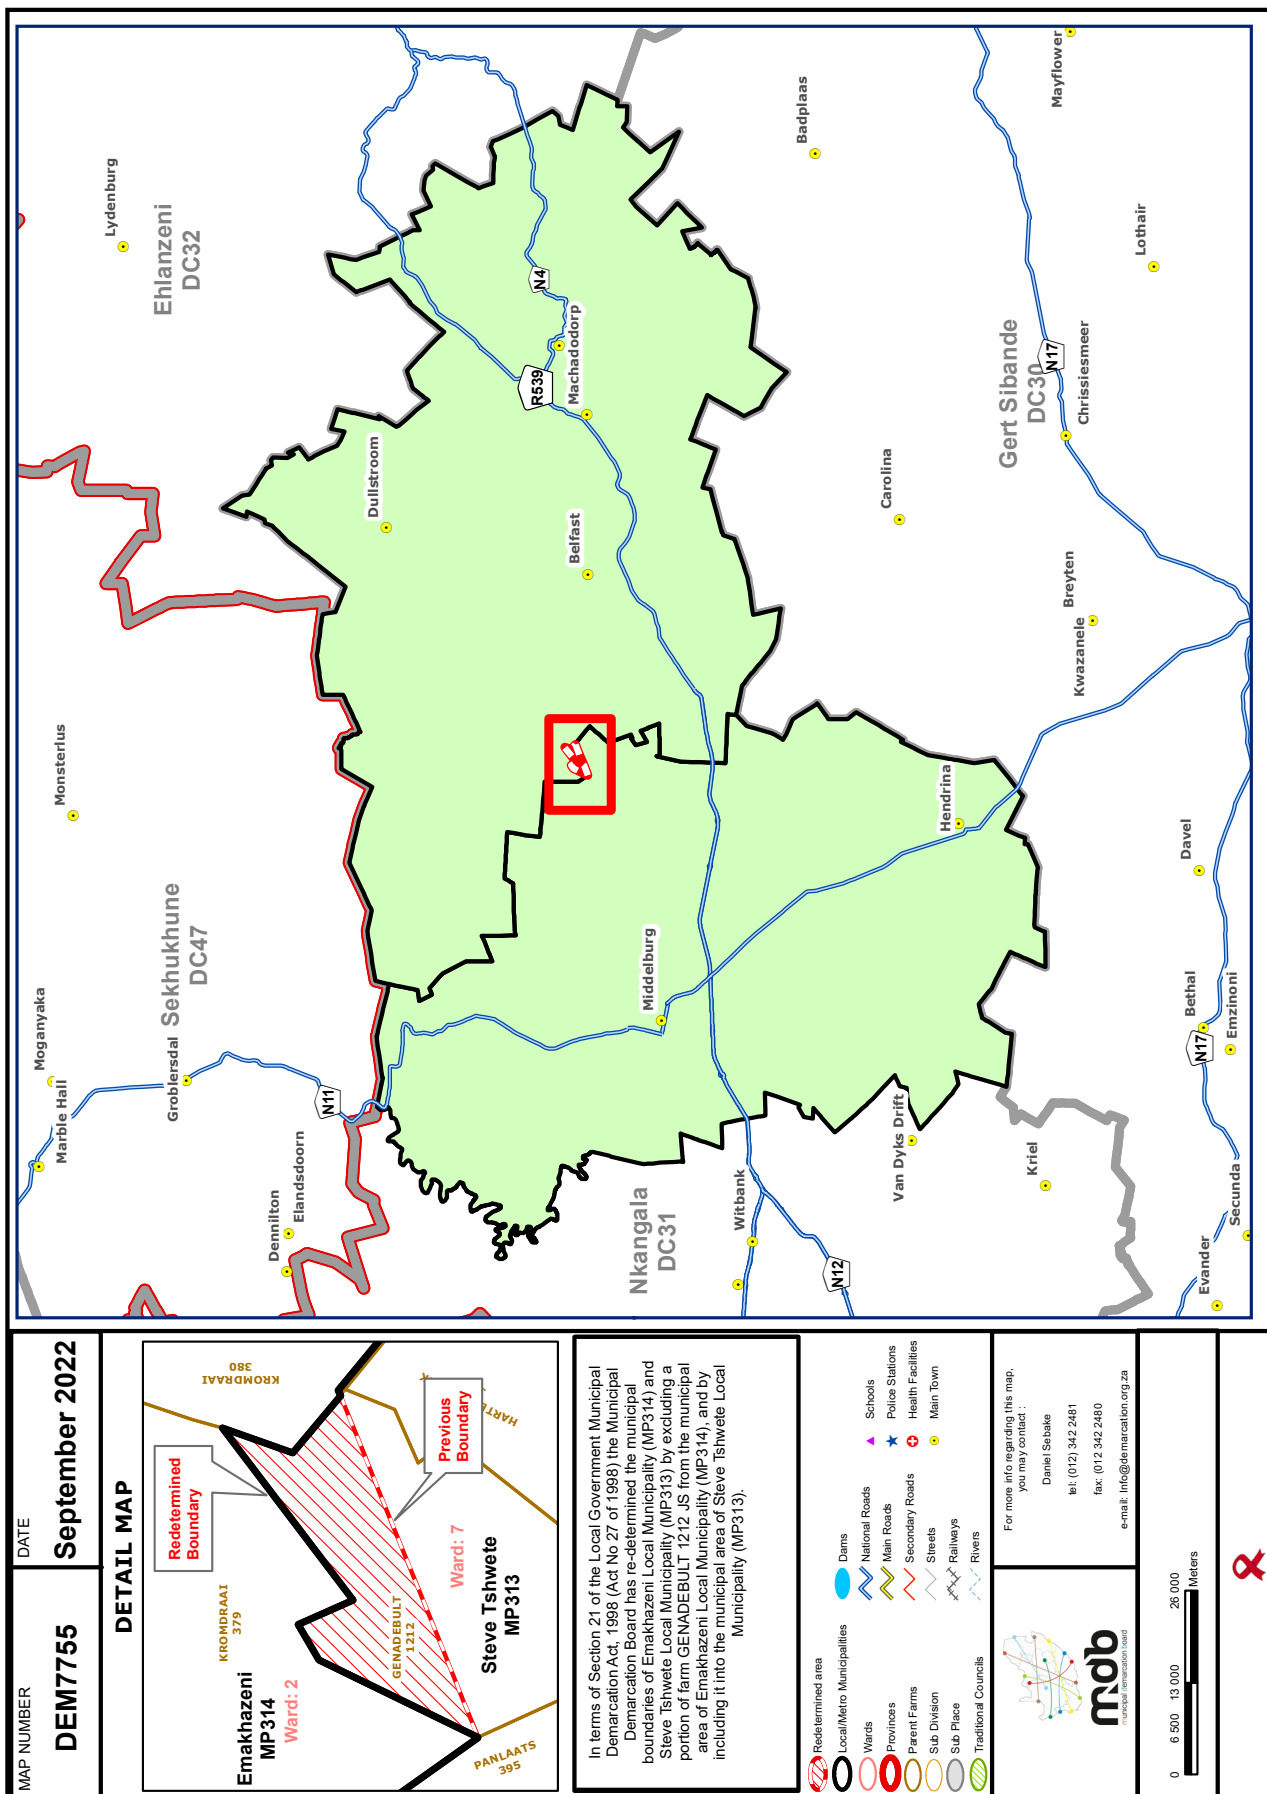 MAP NUMBER
DEM7755
DATE
September 2022
DETAIL MAP
Redetermined
Boundary
Previous
Boundary
KROMDRAAI
380
KROMDRAAI
379
GENADEBULT
1212
PANLAATS
395
Emakhazeni
MP314
Ward: 2
Ward: 7
Steve Tshwete
MP313
In terms of Section 21 of the Local Government Municipal
Demarcation Act, 1998 (Act No 27 of 1998) the Municipal
Demarcation Board has re-determined the municipal
boundaries of Emakhazeni Local Municipality (MP314) and
Steve Tshwete Local Municipality (MP313) by excluding a
portion of farm GENADEBULT 1212 JS from the municipal
area of Emakhazeni Local Municipality (MP314), and by
including it into the municipal area of Steve Tshwete Local
Municipality (MP313).
Redetermined area
Local/Metro Municipalities
Wards
Provinces
Parent Farms
Sub Division
Sub Place
Traditional Councils
Dams
National Roads
Main Roads
Secondary Roads
Streets
Railways
Rivers
Schools
Police Stations
Health Facilities
Main Town
mdb
municipal demarcation board
For more info regarding this map,
you may contact :
Daniel Sebake
tel: (012) 342 2481
fax: (012 342 2480
e-mail: Info@demarcation.org.za
0 6 500 13 000 26 000
Meters
Marble Hall
Moganyaka
Monsterlus
Lydenburg
Ehlanzeni
DC32
Groblersdal
Sekhukhune
DC47
N11
Dennilton
Elandsdoorn
Dullstroom
Belfast
Machadodorp
R539
N4
Badplaas
Mayflower
Lothair
Middelburg
Nkangala
DC31
Witbank
N12
Van Dyks Drift
Kriel
Hendrina
Carolina
Gert Sibande
DC30
N17
Chrissiesmeer
Breyten
Kwazanele
Davel
Bethal
N17
Emzinoni
Secunda
Evander